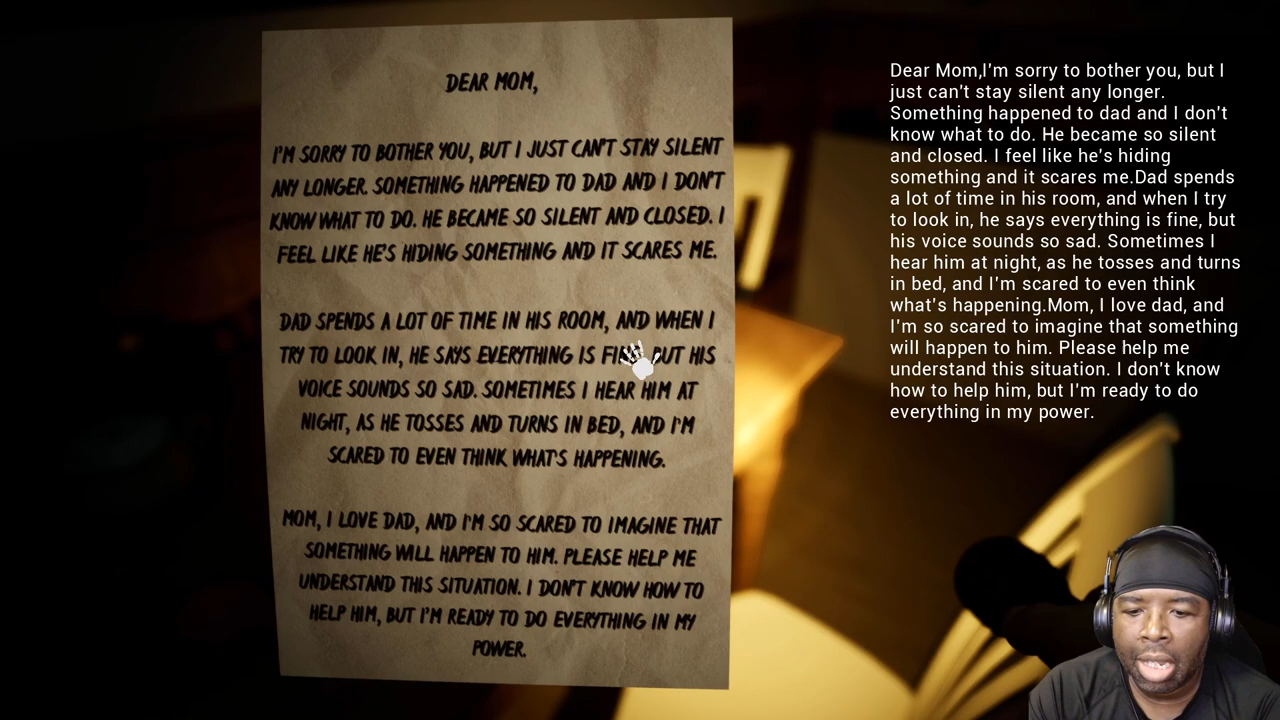 DEAR MOM,
I'M SORRY TO BOTHER YOU, BUT I JUST CAN'T STAY SILENT
ANY LONGER. SOMETHING HAPPENED TO DAD AND I DON'T
KNOW WHAT TO DO. HE BECAME SO SILENT AND CLOSED. I
FEEL LIKE HE'S HIDING SOMETHING AND IT SCARES ME.
DAD SPENDS A LOT OF TIME IN HIS ROOM, AND WHEN I
TRY TO LOOK IN, HE SAYS EVERYTHING IS FINE, BUT HIS
VOICE SOUNDS SO SAD. SOMETIMES I HEAR HIM AT
NIGHT, AS HE TOSSES AND TURNS IN BED, AND I'M
SCARED TO EVEN THINK WHAT'S HAPPENING.
MOM, I LOVE DAD, AND I'M SO SCARED TO IMAGINE THAT
SOMETHING WILL HAPPEN TO HIM. PLEASE HELP ME
UNDERSTAND THIS SITUATION. I DON'T KNOW HOW TO
HELP HIM, BUT I'M READY TO DO EVERYTHING IN MY
POWER.
Dear Mom,I'm sorry to bother you, but I
just can't stay silent any longer.
Something happened to dad and I don't
know what to do. He became so silent
and closed. I feel like he's hiding
something and it scares me.Dad spends
a lot of time in his room, and when I try
to look in, he says everything is fine, but
his voice sounds so sad. Sometimes I
hear him at night, as he tosses and turns
in bed, and I'm scared to even think
what's happening.Mom, I love dad, and
I'm so scared to imagine that something
will happen to him. Please help me
understand this situation. I don't know
how to help him, but I'm ready to do
everything in my power.